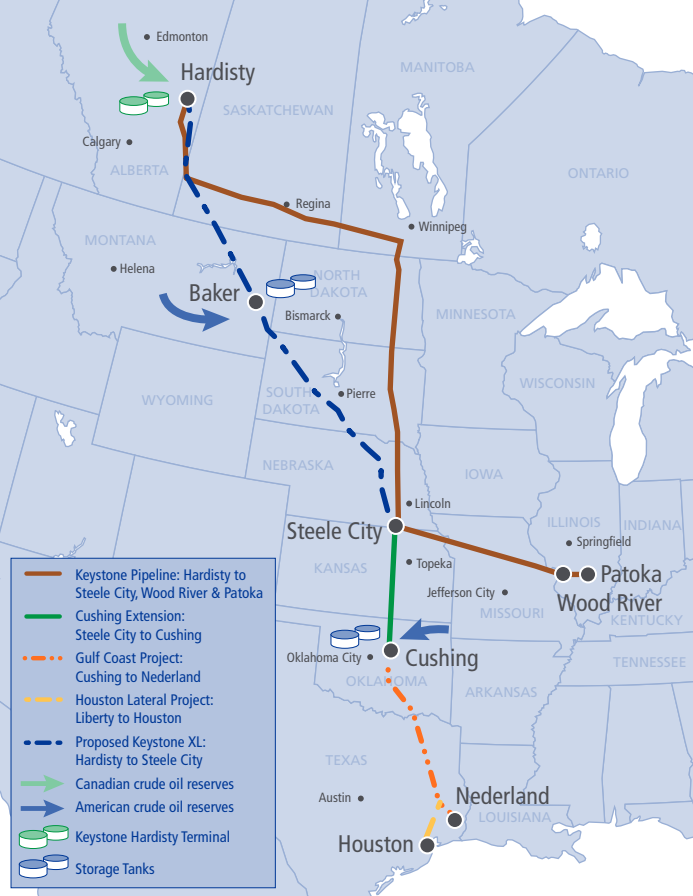 Edmonton
Hardisty
MANITOBA
SASKATCHEWAN
Calgary
ALBERTA
ONTARIO
Regina
Winnipeg
MONTANA
Helena
NORTH
DAKOTA
Baker
Bismarck
MINNESOTA
WISCONSIN
WYOMING
SOUTH
DAKOTA
Pierre
NEBRASKA
IOWA
Lincoln
Steele City
ILLINOIS
INDIANA
Springfield
KANSAS
Topeka
Patoka
Jefferson City
Wood River
MISSOURI
KENTUCKY
Oklahoma City
Cushing
TENNESSEE
OKLAHOMA
ARKANSAS
TEXAS
Austin
Nederland
LOUISIANA
Houston
Keystone Pipeline: Hardisty to
Steele City, Wood River & Patoka
Cushing Extension:
Steele City to Cushing
Gulf Coast Project:
Cushing to Nederland
Houston Lateral Project:
Liberty to Houston
Proposed Keystone XL:
Hardisty to Steele City
Canadian crude oil reserves
American crude oil reserves
Keystone Hardisty Terminal
Storage Tanks